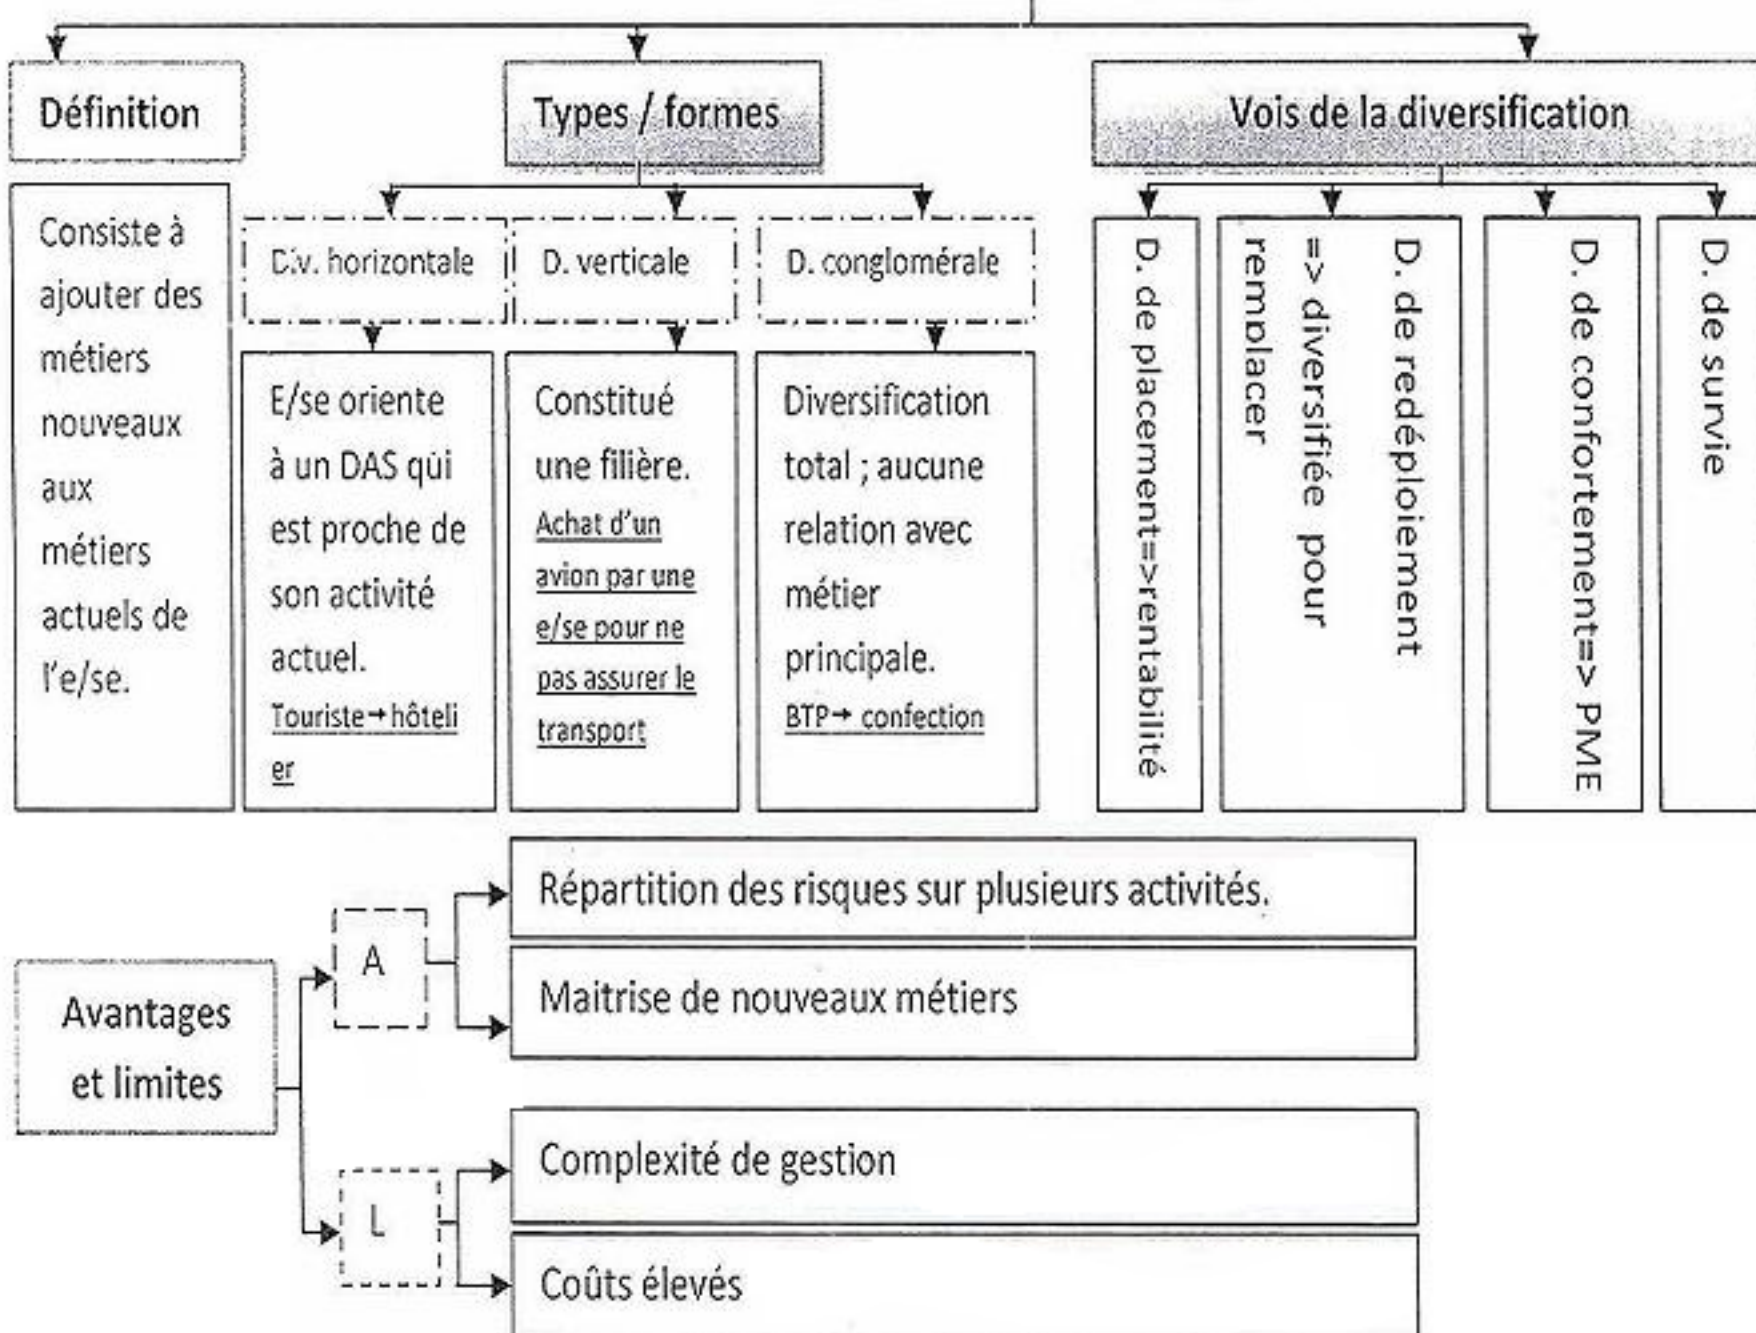 Définition
Types / formes
Vois de la diversification
Consiste à
ajouter des
métiers
nouveaux
aux
métiers
actuels de
l'e/se.
Div. horizontale
D. verticale
D. conglomérale
E/se oriente
à un DAS qui
est proche de
son activité
actuel.
Touriste→hôteli
er
Constitué
une filière.
Achat d'un
avion par une
e/se pour ne
pas assurer le
transport
Diversification
total ; aucune
relation avec
métier
principale.
BTP→ confection
D. de placement=>rentabilité
D. de redéploiement
=> diversifiée pour
remplacer
D. de confortement=> PME
D. de survie
Avantages
et limites
A
Répartition des risques sur plusieurs activités.
Maitrise de nouveaux métiers
L
Complexité de gestion
Coûts élevés